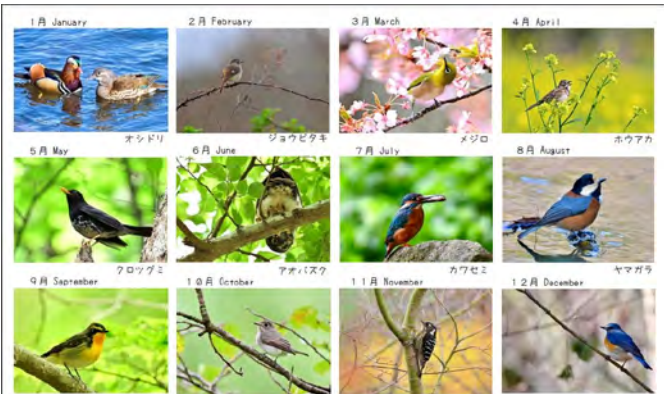 1月 January
2月 February
3月 March
4月 April
オシドリ
ジョウビタキ
メジロ
ホウアカ
5月 May
6月 June
7月 July
8月 August
クロツグミ
アオバズク
カワセミ
ヤマガラ
9月 September
10月 October
11月 November
12月 December